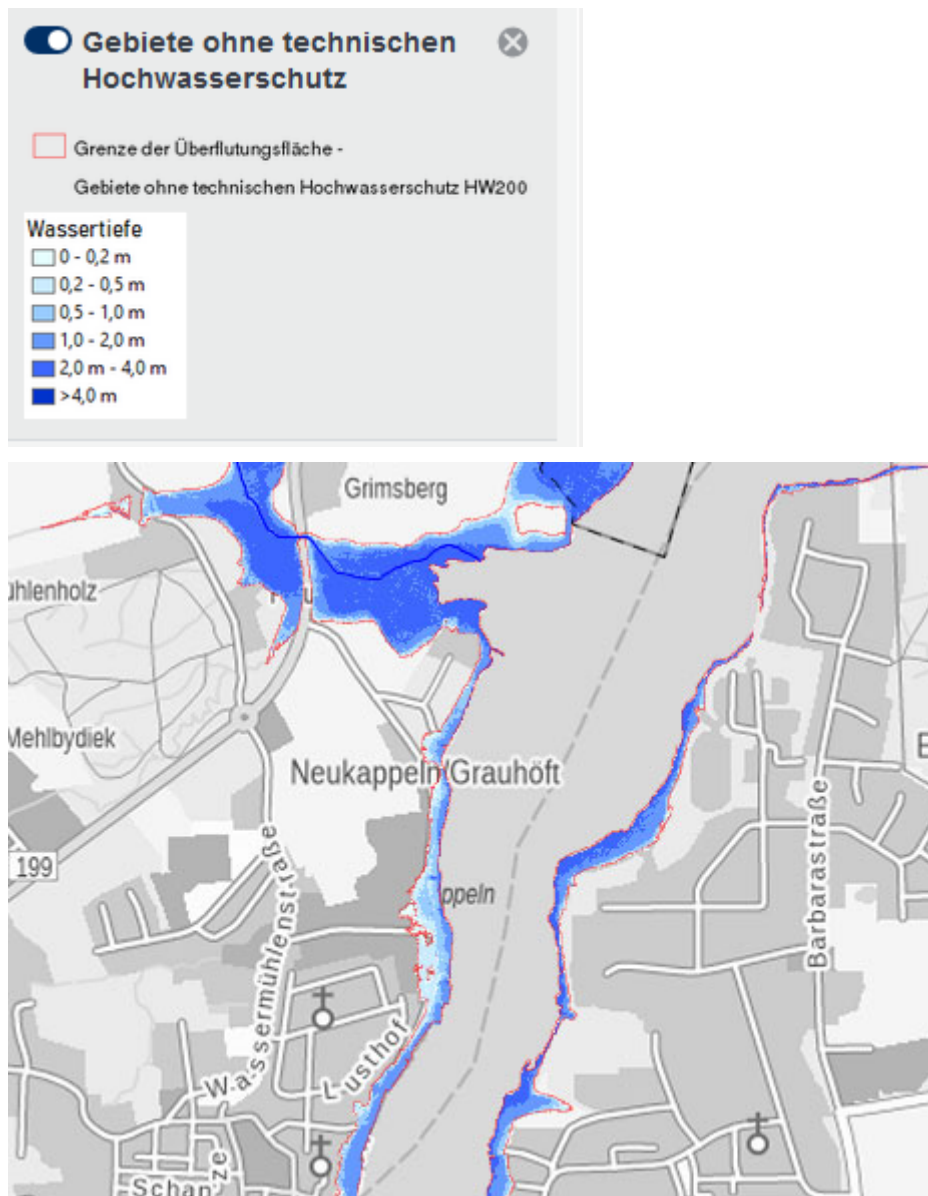 Gebiete ohne technischen
Hochwasserschutz
Grenze der Überflutungsfläche -
Gebiete ohne technischen Hochwasserschutz HW200
Wassertiefe
0 - 0,2 m
0,2 - 0,5 m
0,5 - 1,0 m
1,0 - 2,0 m
2,0 m - 4,0 m
>4,0 m
Grimsberg
ühlenholz
Mehlbydiek
Neukappeln/Grauhöft
199
ppeln
Barbarastraße
Wassermühlenstraße
Lusthof
Schanze